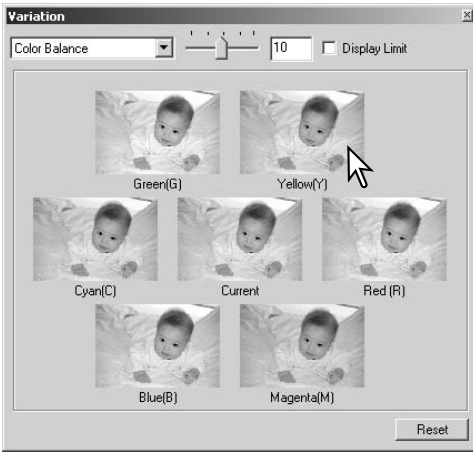 Variation
Color Balance 10 Display Limit
Green(G) Yellow(Y)
Cyan(C) Current Red (R)
Blue(B) Magenta(M)
Reset